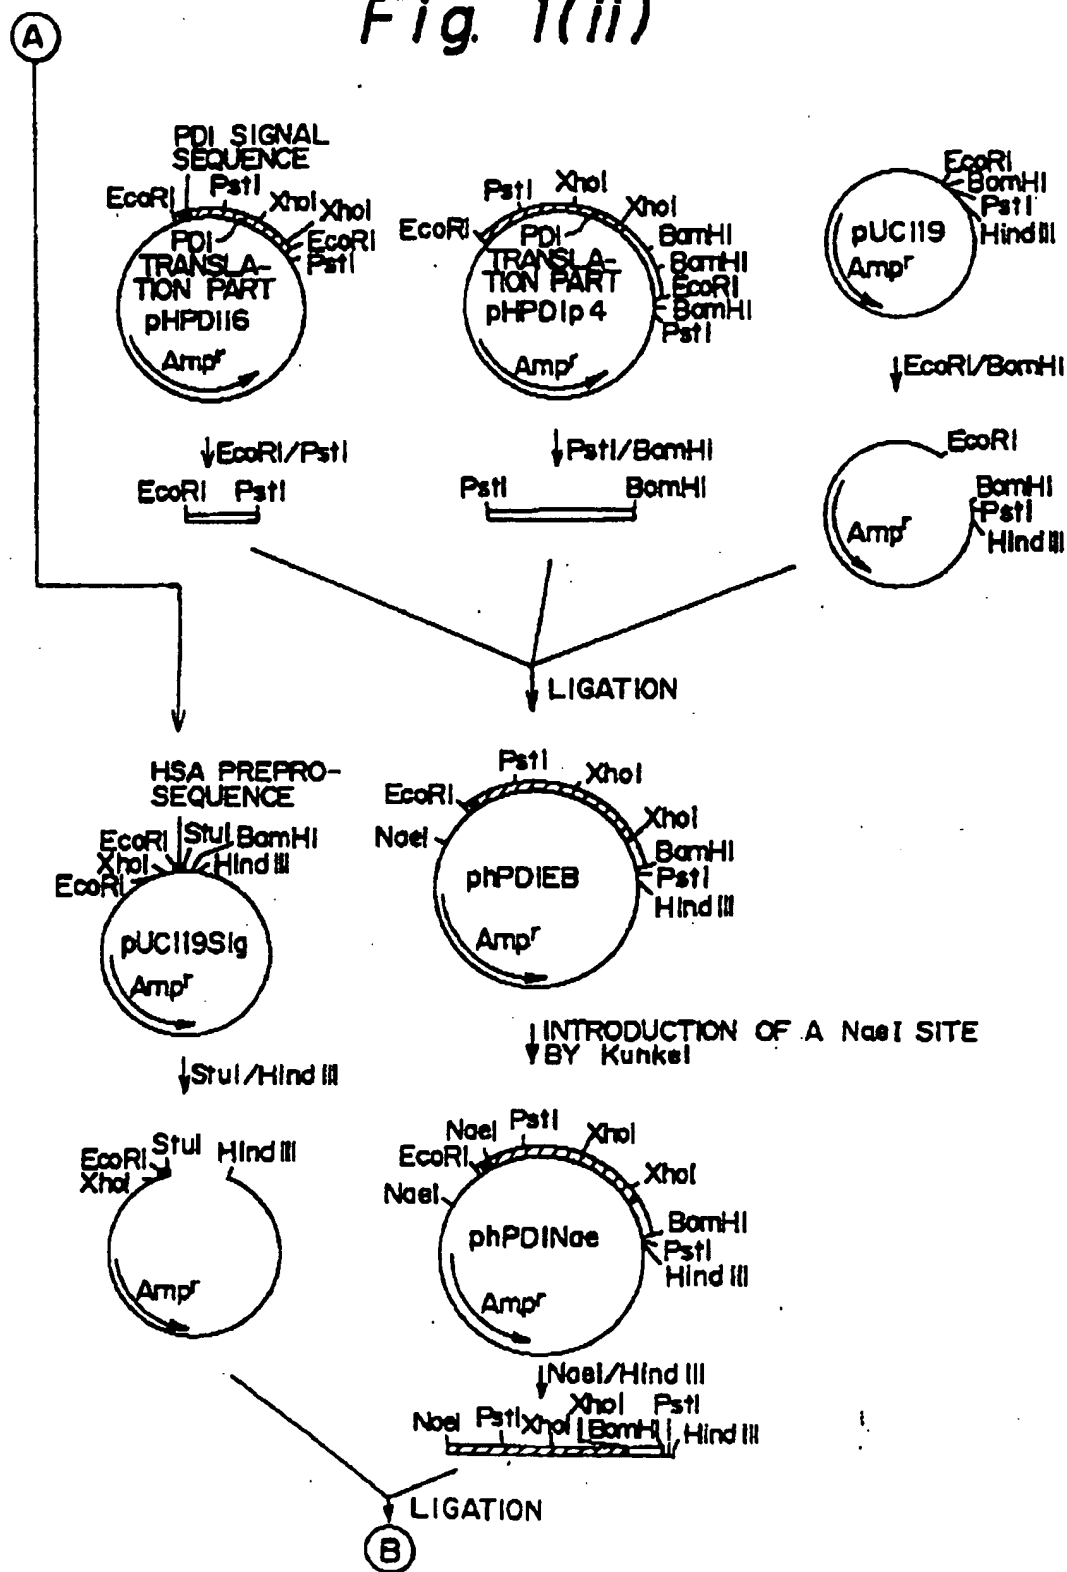 Fig. 1(ii)
A
PDI SIGNAL
SEQUENCE
EcoRI
PstI
XhoI
XhoI
EcoRI
PstI
PDI
TRANSLA-
TION PART
pHPDI16
Ampr
PstI
XhoI
XhoI
EcoRI
BamHI
BamHI
EcoRI
BamHI
PstI
PDI
TRANSLA-
TION PART
pHPDIp4
Ampr
EcoRI
BamHI
PstI
HindIII
pUC119
Ampr
EcoRI/PstI
PstI/BamHI
EcoRI/BamHI
EcoRI PstI
PstI BamHI
EcoRI
BamHI
PstI
HindIII
Ampr
LIGATION
HSA PREPRO-
SEQUENCE
EcoRI
StuI
BamHI
XhoI
HindIII
EcoRI
pUC119Sig
Ampr
PstI
XhoI
EcoRI
XhoI
NaeI
BamHI
PstI
HindIII
phPDIEB
Ampr
StuI/HindIII
INTRODUCTION OF A NaeI SITE
BY Kunkel
StuI
HindIII
EcoRI
XhoI
Ampr
NaeI
PstI
XhoI
EcoRI
XhoI
NaeI
BamHI
PstI
HindIII
phPDINae
Ampr
NaeI/HindIII
XhoI PstI
NaeI PstI XhoI BamHI HindIII
LIGATION
B